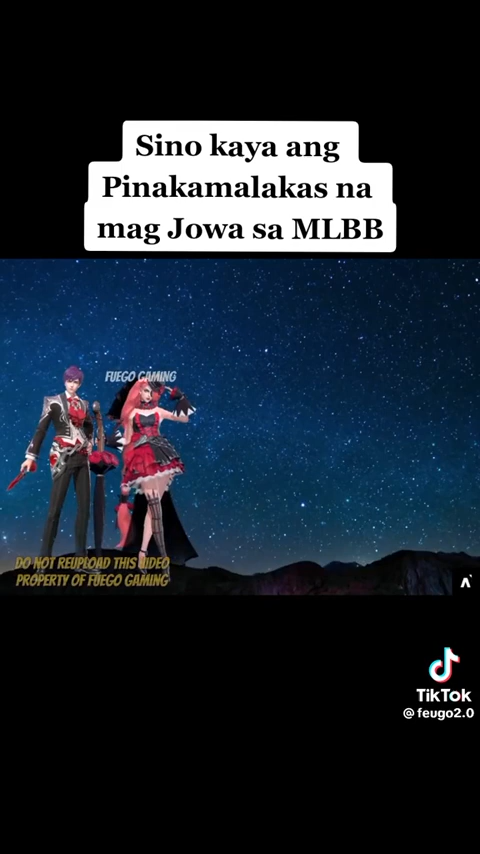 Sino kaya ang
Pinakamalakas na
mag Jowa sa MLBB
FUEGO GAMING
DO NOT REUPLOAD THIS VIDEO
PROPERTY OF FUEGO GAMING
TikTok
@feugo2.0